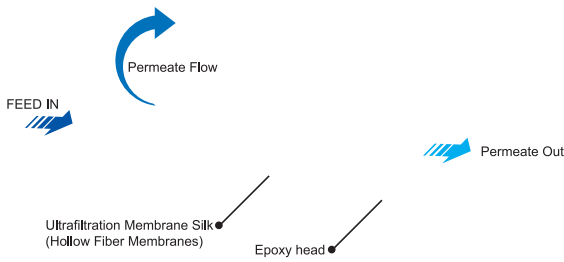 Permeate Flow
FEED IN
Permeate Out
Ultrafiltration Membrane Silk
(Hollow Fiber Membranes)
Epoxy head